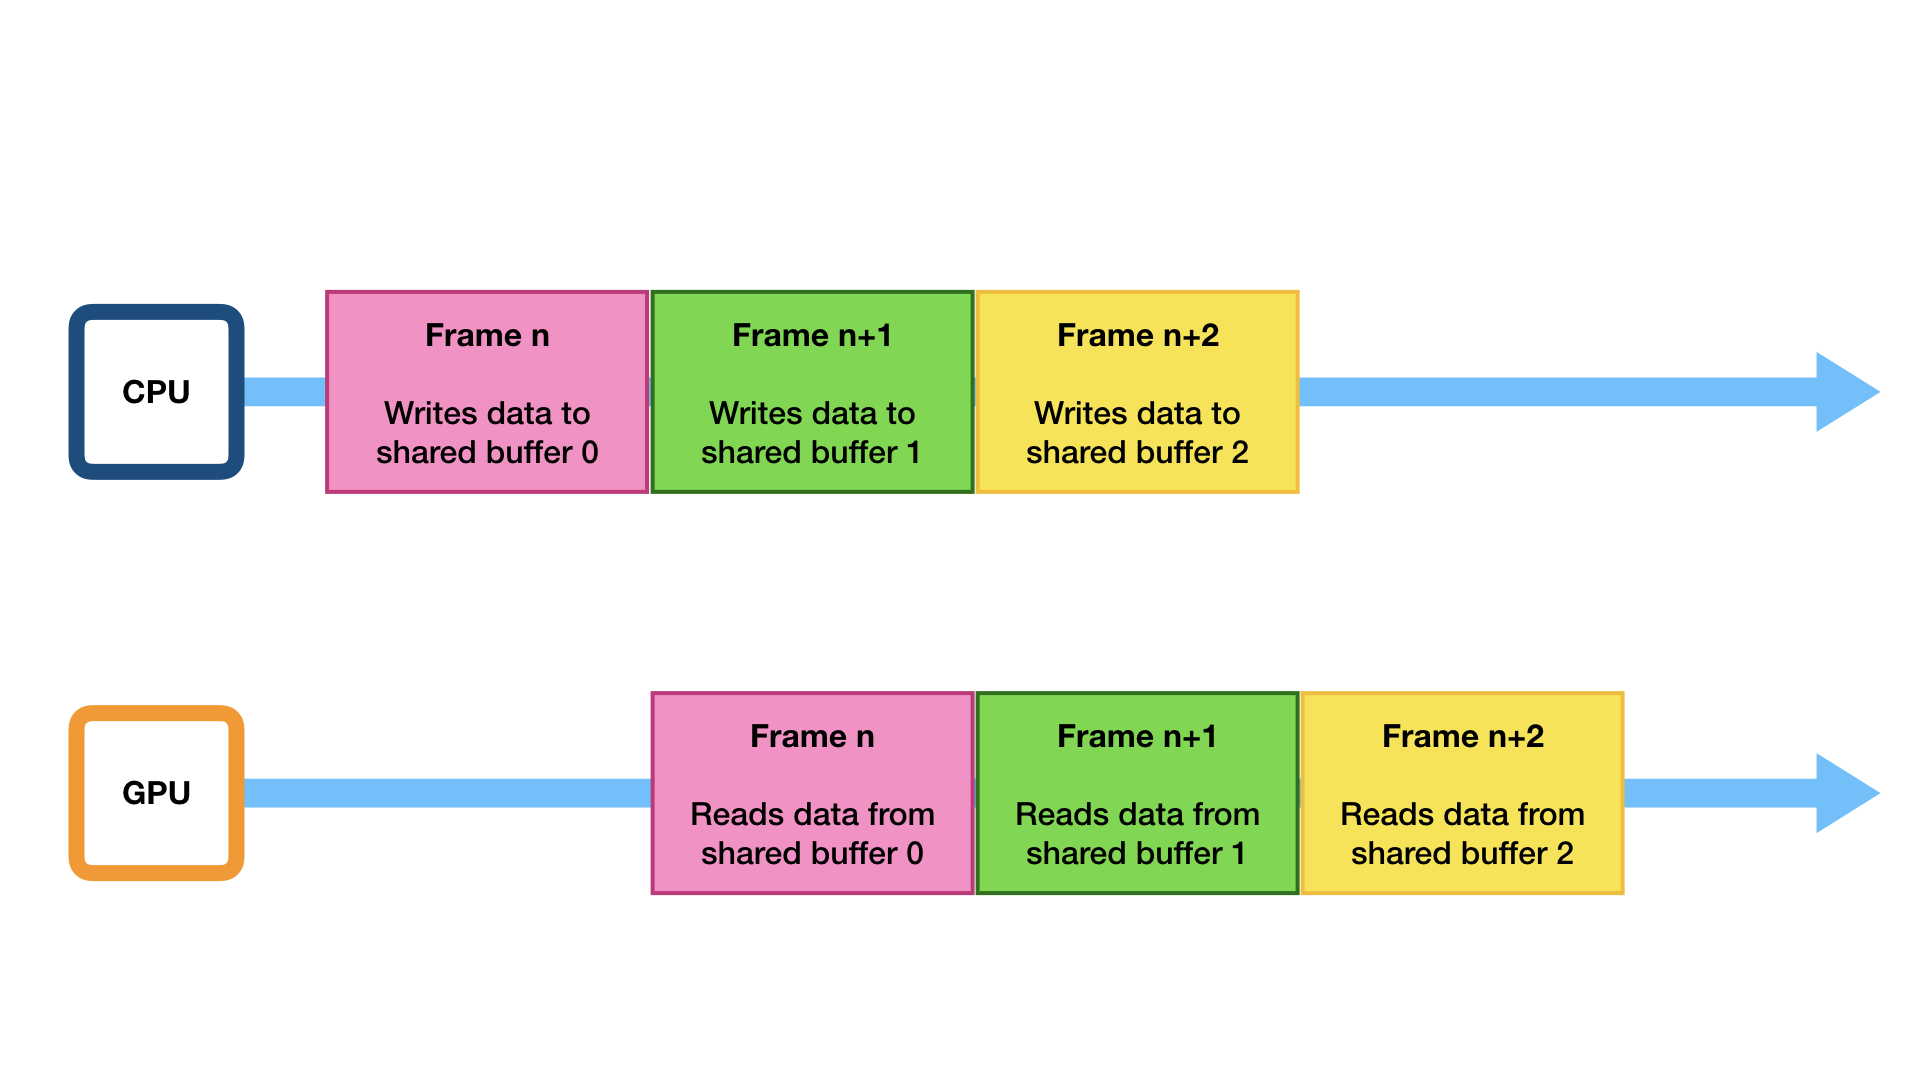 CPU
Frame n
Writes data to
shared buffer 0
Frame n+1
Writes data to
shared buffer 1
Frame n+2
Writes data to
shared buffer 2
GPU
Frame n
Reads data from
shared buffer 0
Frame n+1
Reads data from
shared buffer 1
Frame n+2
Reads data from
shared buffer 2